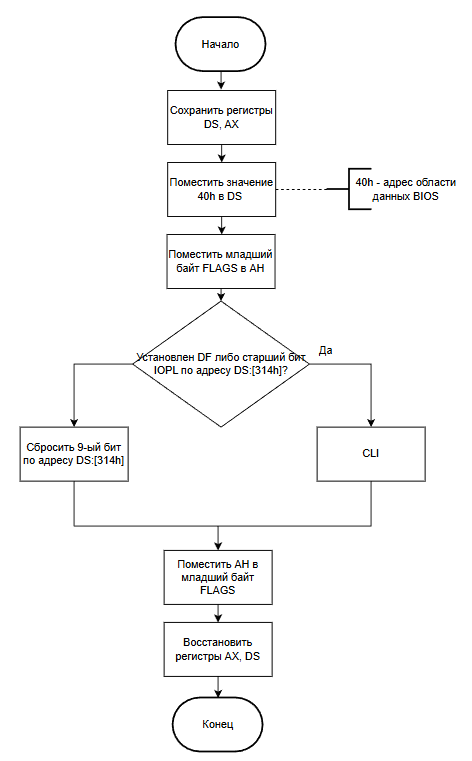 Начало
Сохранить регистры
DS, AX
Поместить значение
40h в DS
40h - адрес области
данных BIOS
Поместить младший
байт FLAGS в AH
Установлен DF либо старший бит
IOPL по адресу DS:[314h]?
Да
Сбросить 9-ый бит
по адресу DS:[314h]
CLI
Поместить AH в
младший байт
FLAGS
Восстановить
регистры AX, DS
Конец